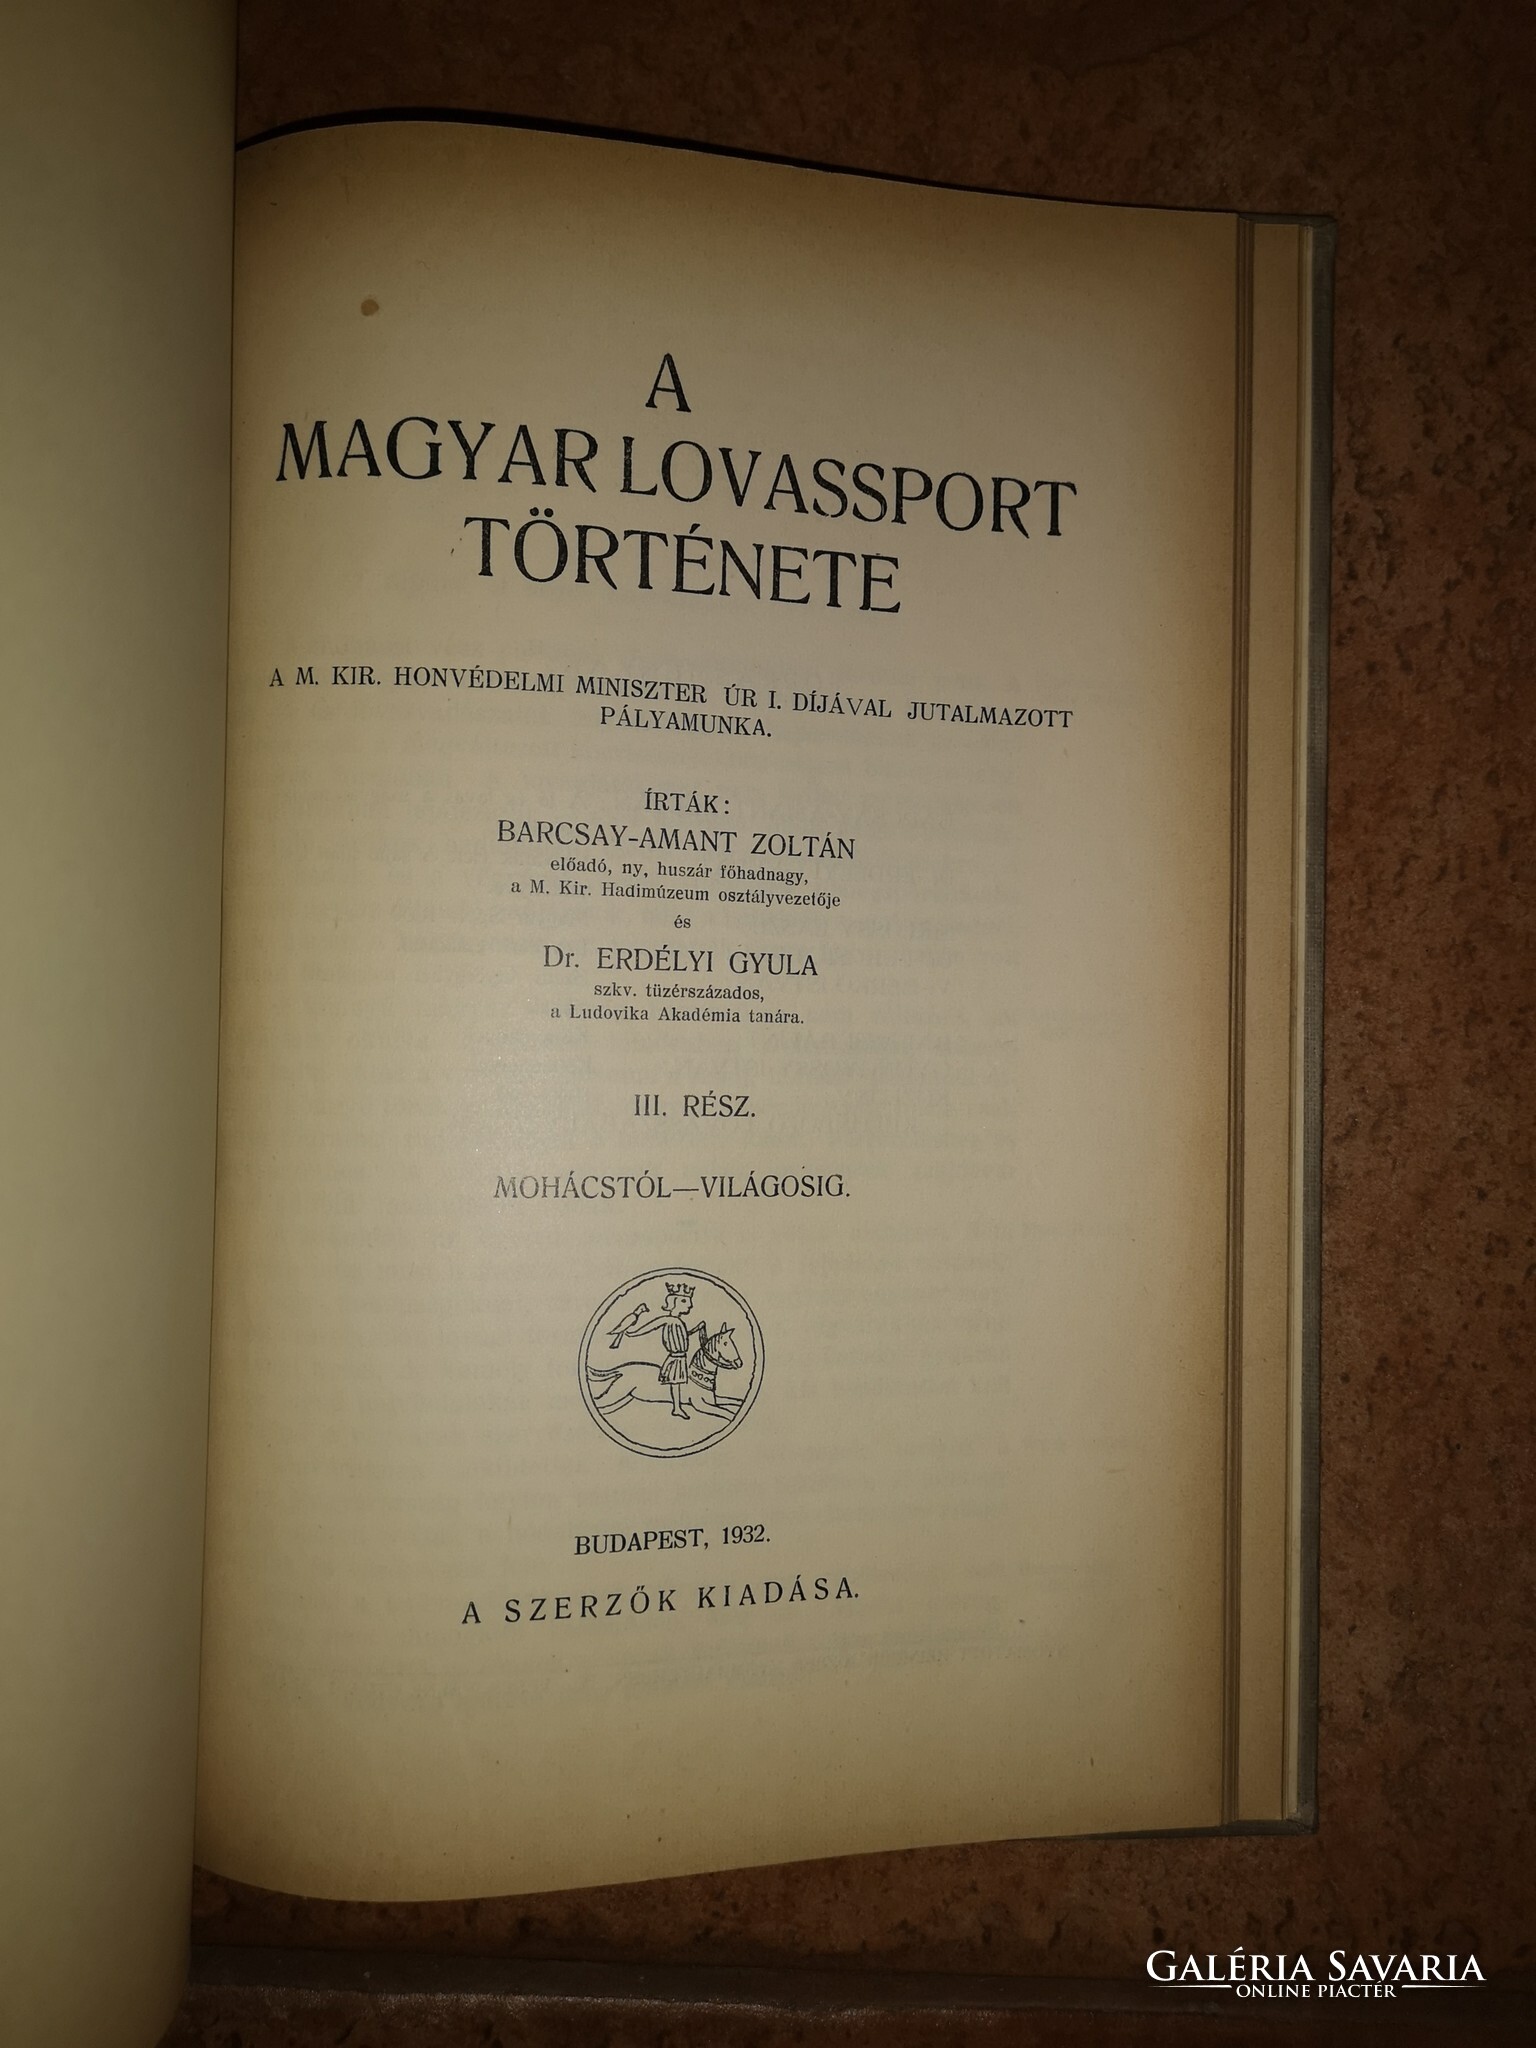 A
MAGYAR LOVASSPORT
TÖRTÉNETE
A M. KIR. HONVÉDELMI MINISZTER ÚR I. DÍJÁVAL JUTALMAZOTT
PÁLYAMUNKA.
ÍRTÁK:
BARCSAY-AMANT ZOLTÁN
előadó, ny, huszár főhadnagy,
a M. Kir. Hadimúzeum osztályvezetője
és
Dr. ERDÉLYI GYULA
szkv. tüzérszázados,
a Ludovika Akadémia tanára.
III. RÉSZ.
MOHÁCSTÓL—VILÁGOSIG.
BUDAPEST, 1932.
A SZERZŐK KIADÁSA.
GALÉRIA SAVARIA
ONLINE PIACTÉR